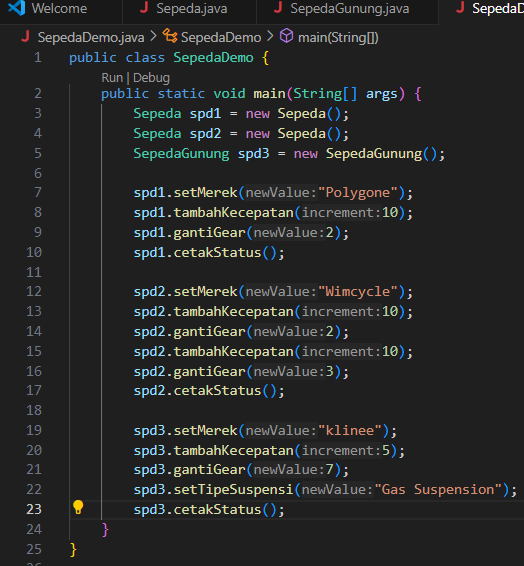 Welcome J Sepeda.java J SepedaGunung.java J SepedaD
J SepedaDemo.java > SepedaDemo > main(String[])
1 public class SepedaDemo {
Run | Debug
2 public static void main(String[] args) {
3 Sepeda spd1 = new Sepeda();
4 Sepeda spd2 = new Sepeda();
5 SepedaGunung spd3 = new SepedaGunung();
6
7 spd1.setMerek(newValue:"Polygone");
8 spd1.tambahKecepatan(increment:10);
9 spd1.gantiGear(newValue:2);
10 spd1.cetakStatus();
11
12 spd2.setMerek(newValue:"Wimcycle");
13 spd2.tambahKecepatan(increment:10);
14 spd2.gantiGear(newValue:2);
15 spd2.tambahKecepatan(increment:10);
16 spd2.gantiGear(newValue:3);
17 spd2.cetakStatus();
18
19 spd3.setMerek(newValue:"klinee");
20 spd3.tambahKecepatan(increment:5);
21 spd3.gantiGear(newValue:7);
22 spd3.setTipeSuspensi(newValue:"Gas Suspension");
23 spd3.cetakStatus();
24 }
25 }